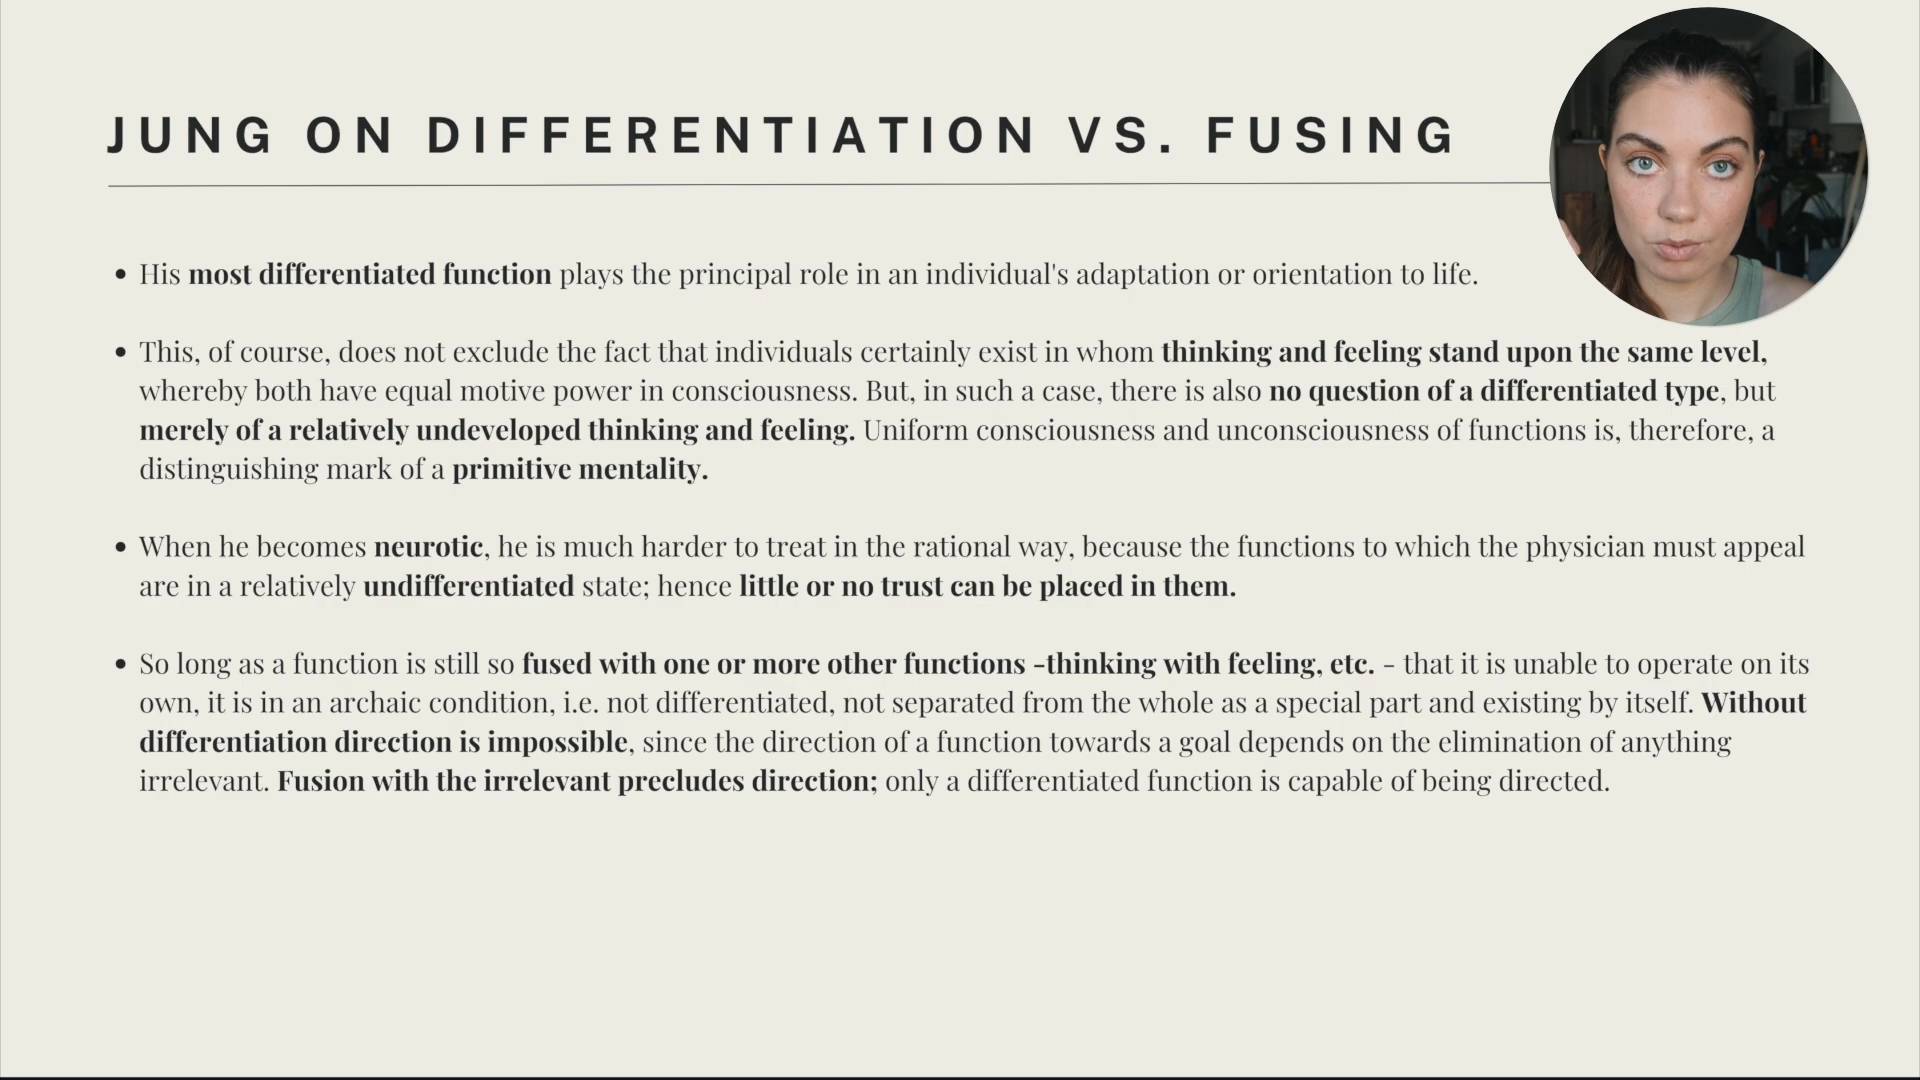 JUNG ON DIFFERENTIATION VS. FUSING
• His most differentiated function plays the principal role in an individual's adaptation or orientation to life.
• This, of course, does not exclude the fact that individuals certainly exist in whom thinking and feeling stand upon the same level,
whereby both have equal motive power in consciousness. But, in such a case, there is also no question of a differentiated type, but
merely of a relatively undeveloped thinking and feeling. Uniform consciousness and unconsciousness of functions is, therefore, a
distinguishing mark of a primitive mentality.
• When he becomes neurotic, he is much harder to treat in the rational way, because the functions to which the physician must appeal
are in a relatively undifferentiated state; hence little or no trust can be placed in them.
• So long as a function is still so fused with one or more other functions -thinking with feeling, etc. - that it is unable to operate on its
own, it is in an archaic condition, i.e. not differentiated, not separated from the whole as a special part and existing by itself. Without
differentiation direction is impossible, since the direction of a function towards a goal depends on the elimination of anything
irrelevant. Fusion with the irrelevant precludes direction; only a differentiated function is capable of being directed.